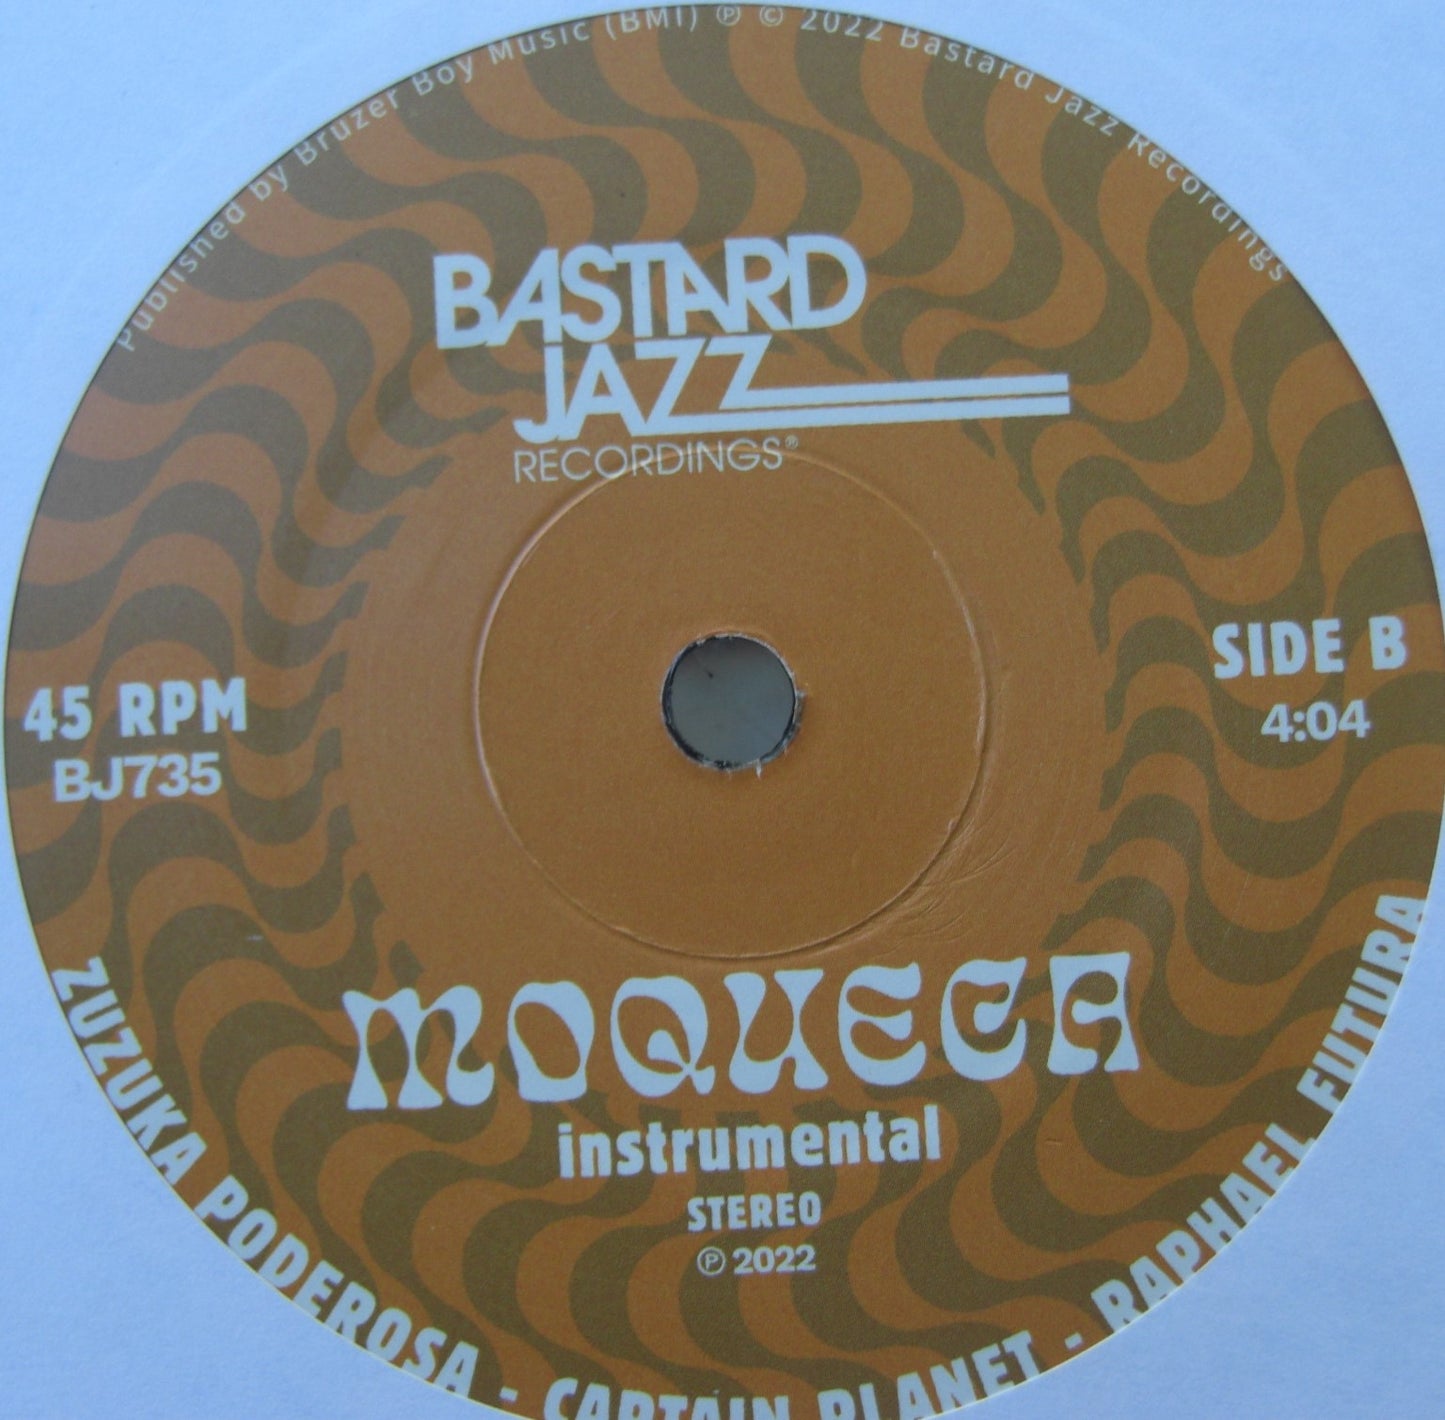 Published by Bruzer Boy Music (BMI) ℗ © 2022 Bastard Jazz Recordings
BASTARD
JAZZ
RECORDINGS®
45 RPM
BJ735
SIDE B
4:04
MOQUECA
instrumental
STEREO
℗ 2022
ZUZUKA PODEROSA - CAPTAIN PLANET - RAPHAEL FUTURA